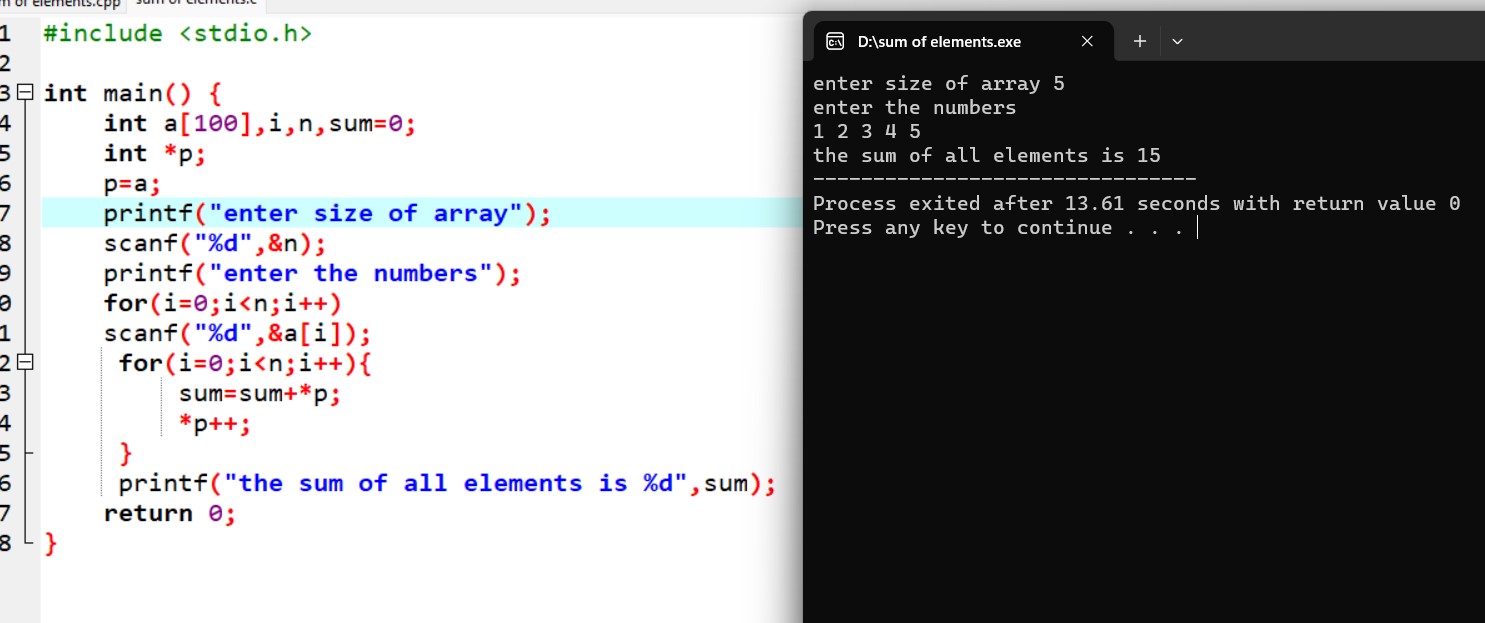 m of elements.cpp sum of elements.c
1 #include <stdio.h>
2
3 int main() {
4 int a[100],i,n,sum=0;
5 int *p;
6 p=a;
7 printf("enter size of array");
8 scanf("%d",&n);
9 printf("enter the numbers");
0 for(i=0;i<n;i++)
1 scanf("%d",&a[i]);
2 for(i=0;i<n;i++){
3 sum=sum+*p;
4 *p++;
5 }
6 printf("the sum of all elements is %d",sum);
7 return 0;
8 }
D:\sum of elements.exe
enter size of array 5
enter the numbers
1 2 3 4 5
the sum of all elements is 15
--------------------------------
Process exited after 13.61 seconds with return value 0
Press any key to continue . . .